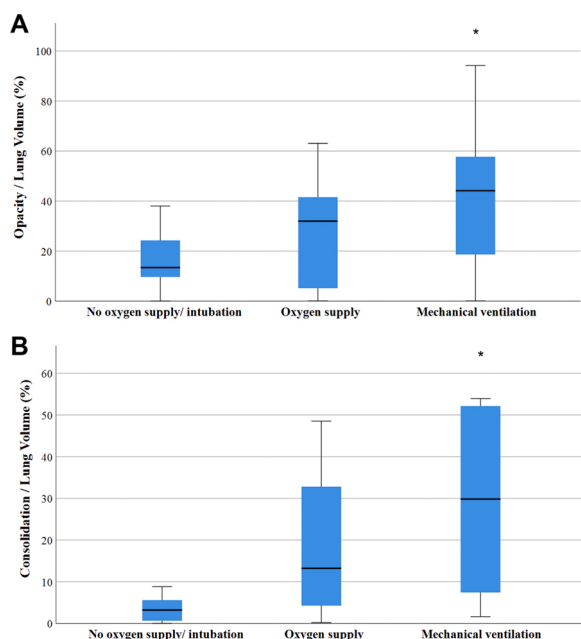 A
*
Opacity / Lung Volume (%)
100
80
60
40
20
0
No oxygen supply/ intubation Oxygen supply Mechanical ventilation
B
*
Consolidation / Lung Volume (%)
60
50
40
30
20
10
0
No oxygen supply/ intubation Oxygen supply Mechanical ventilation